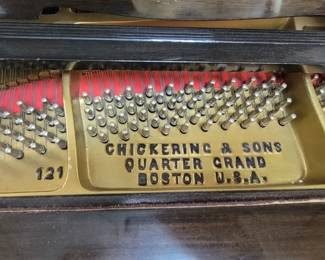 CHICKERING & SONS
QUARTER GRAND
BOSTON U.S.A.
121